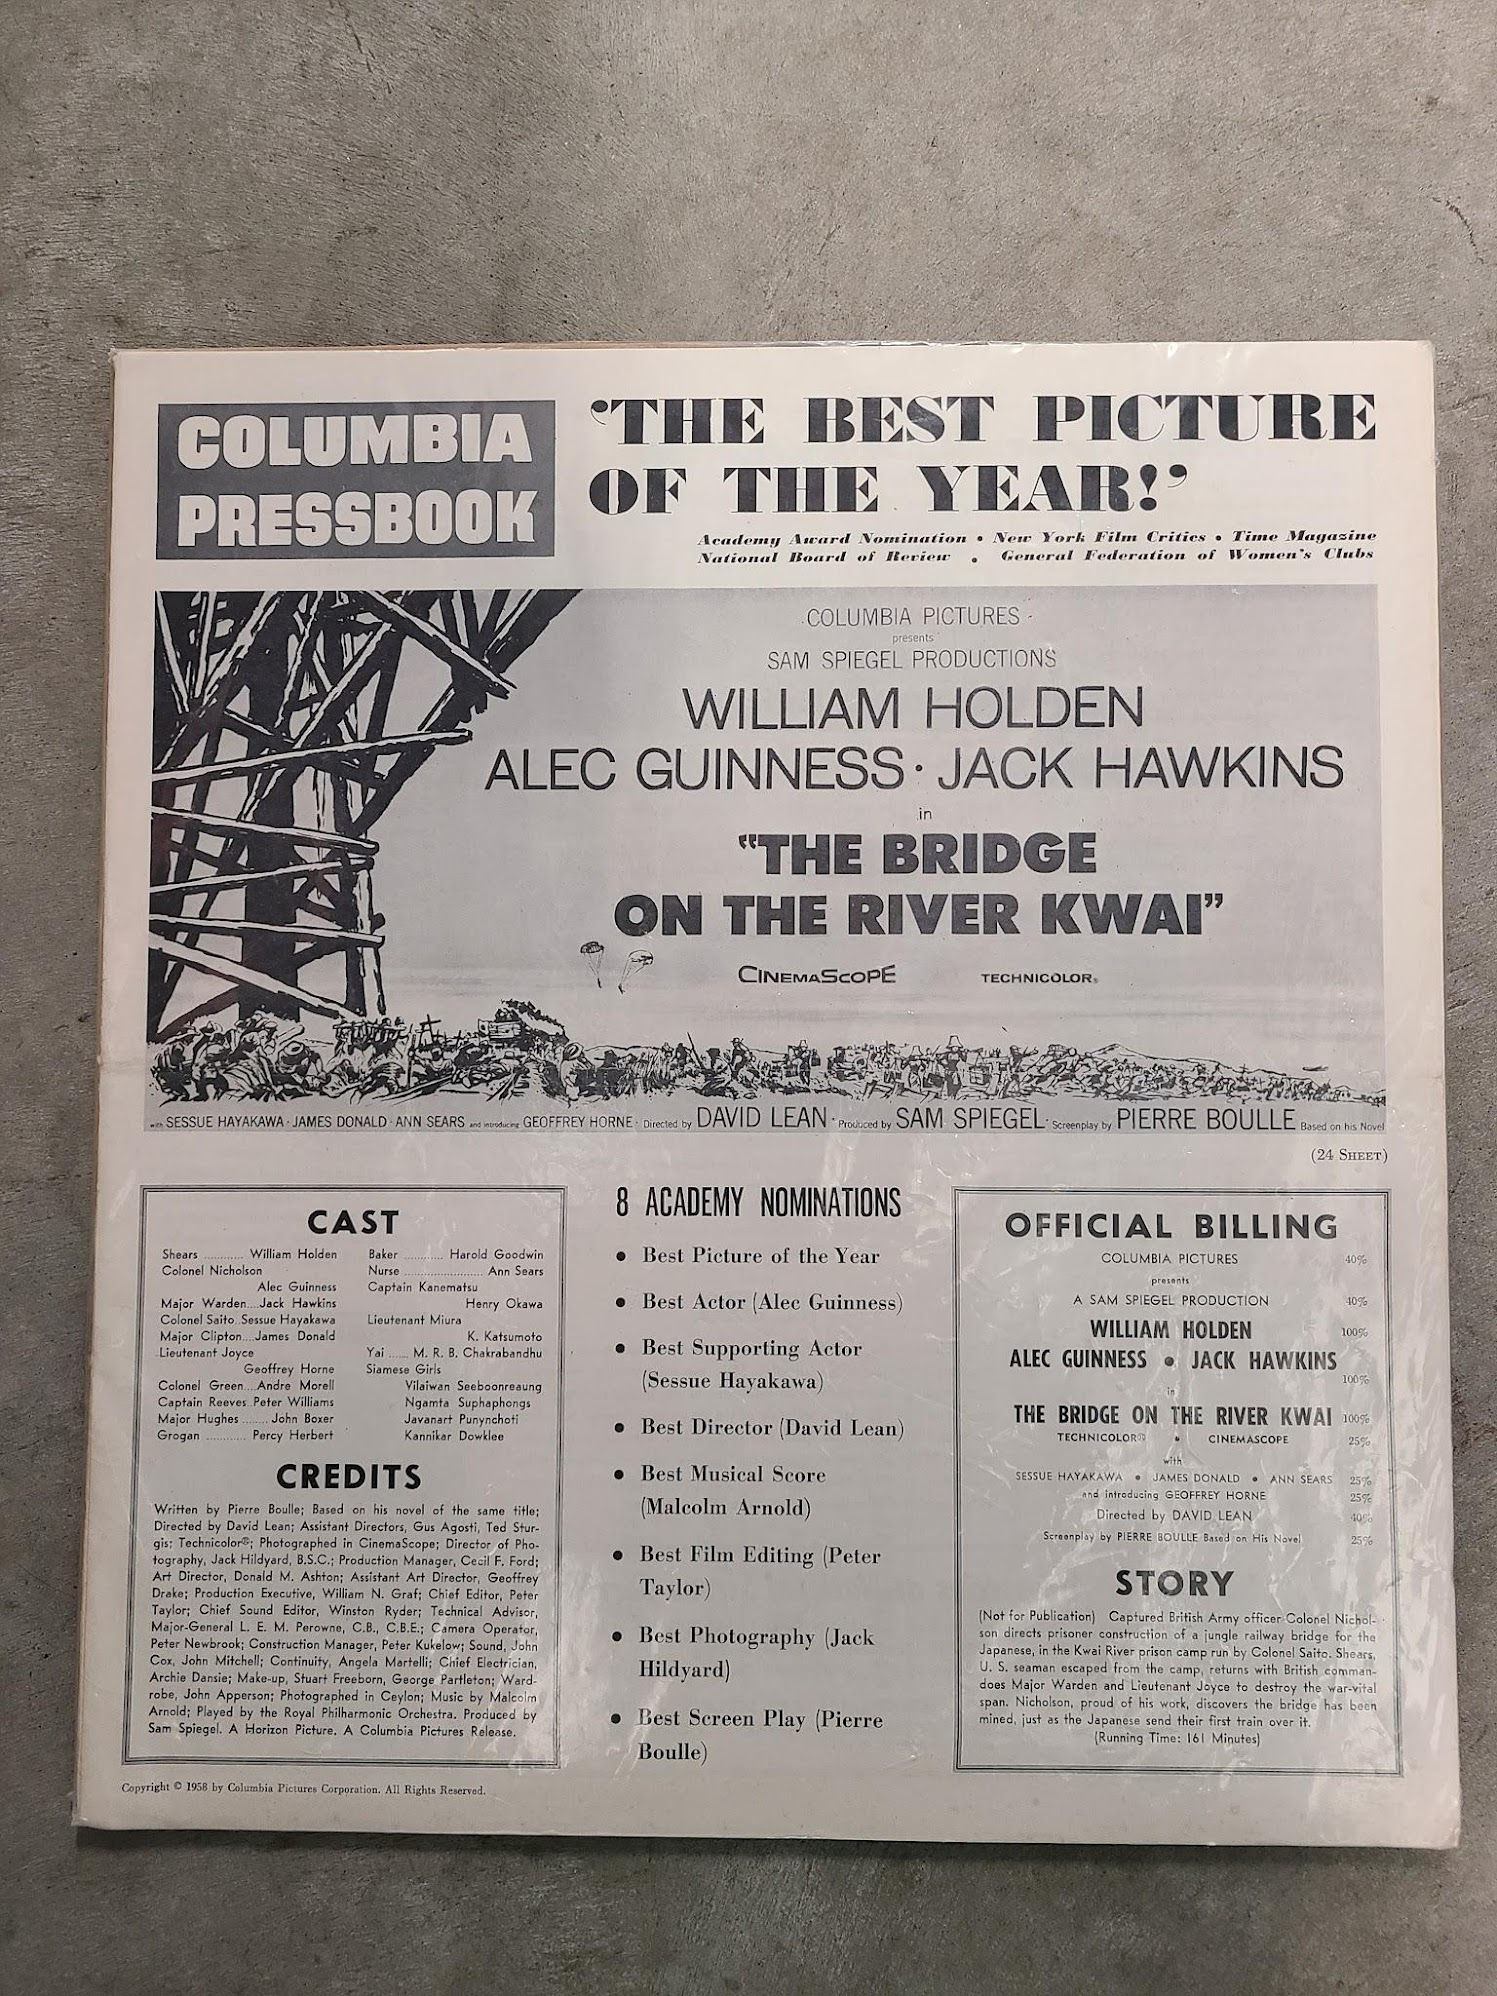 COLUMBIA
PRESSBOOK
‘THE BEST PICTURE
OF THE YEAR!’
Academy Award Nomination • New York Film Critics • Time Magazine
National Board of Review • General Federation of Women's Clubs
COLUMBIA PICTURES
presents
SAM SPIEGEL PRODUCTIONS
WILLIAM HOLDEN
ALEC GUINNESS · JACK HAWKINS
in
“THE BRIDGE
ON THE RIVER KWAI”
CINEMASCOPE TECHNICOLOR®
with SESSUE HAYAKAWA · JAMES DONALD · ANN SEARS and introducing GEOFFREY HORNE · Directed by DAVID LEAN · Produced by SAM SPIEGEL · Screenplay by PIERRE BOULLE Based on his Novel
(24 SHEET)
CAST
Shears ........... William Holden
Colonel Nicholson
Alec Guinness
Major Warden....Jack Hawkins
Colonel Saito..Sessue Hayakawa
Major Clipton....James Donald
Lieutenant Joyce
Geoffrey Horne
Colonel Green....Andre Morell
Captain Reeves..Peter Williams
Major Hughes ........ John Boxer
Grogan ............ Percy Herbert
Baker ........... Harold Goodwin
Nurse ....................... Ann Sears
Captain Kanematsu
Henry Okawa
Lieutenant Miura
K. Katsumoto
Yai ...... M. R. B. Chakrabandhu
Siamese Girls
Vilaiwan Seeboonreaung
Ngamta Suphaphongs
Javanart Punynchoti
Kannikar Dowklee
CREDITS
Written by Pierre Boulle; Based on his novel of the same title;
Directed by David Lean; Assistant Directors, Gus Agosti, Ted Stur-
gis; Technicolor®; Photographed in CinemaScope; Director of Pho-
tography, Jack Hildyard, B.S.C.; Production Manager, Cecil F. Ford;
Art Director, Donald M. Ashton; Assistant Art Director, Geoffrey
Drake; Production Executive, William N. Graf; Chief Editor, Peter
Taylor; Chief Sound Editor, Winston Ryder; Technical Advisor,
Major-General L. E. M. Perowne, C.B., C.B.E.; Camera Operator,
Peter Newbrook; Construction Manager, Peter Kukelow; Sound, John
Cox, John Mitchell; Continuity, Angela Martelli; Chief Electrician,
Archie Dansie; Make-up, Stuart Freeborn, George Partleton; Ward-
robe, John Apperson; Photographed in Ceylon; Music by Malcolm
Arnold; Played by the Royal Philharmonic Orchestra. Produced by
Sam Spiegel. A Horizon Picture. A Columbia Pictures Release.
Copyright © 1958 by Columbia Pictures Corporation. All Rights Reserved.
8 ACADEMY NOMINATIONS
• Best Picture of the Year
• Best Actor (Alec Guinness)
• Best Supporting Actor
(Sessue Hayakawa)
• Best Director (David Lean)
• Best Musical Score
(Malcolm Arnold)
• Best Film Editing (Peter
Taylor)
• Best Photography (Jack
Hildyard)
• Best Screen Play (Pierre
Boulle)
OFFICIAL BILLING
COLUMBIA PICTURES 40%
presents
A SAM SPIEGEL PRODUCTION 40%
WILLIAM HOLDEN 100%
ALEC GUINNESS • JACK HAWKINS
100%
in
THE BRIDGE ON THE RIVER KWAI 100%
TECHNICOLOR® • CINEMASCOPE 25%
with
SESSUE HAYAKAWA • JAMES DONALD • ANN SEARS 25%
and introducing GEOFFREY HORNE 25%
Directed by DAVID LEAN 40%
Screenplay by PIERRE BOULLE Based on His Novel 25%
STORY
(Not for Publication) Captured British Army officer Colonel Nichol-
son directs prisoner construction of a jungle railway bridge for the
Japanese, in the Kwai River prison camp run by Colonel Saito. Shears,
U. S. seaman escaped from the camp, returns with British comman-
does Major Warden and Lieutenant Joyce to destroy the war-vital
span. Nicholson, proud of his work, discovers the bridge has been
mined, just as the Japanese send their first train over it.
(Running Time: 161 Minutes)